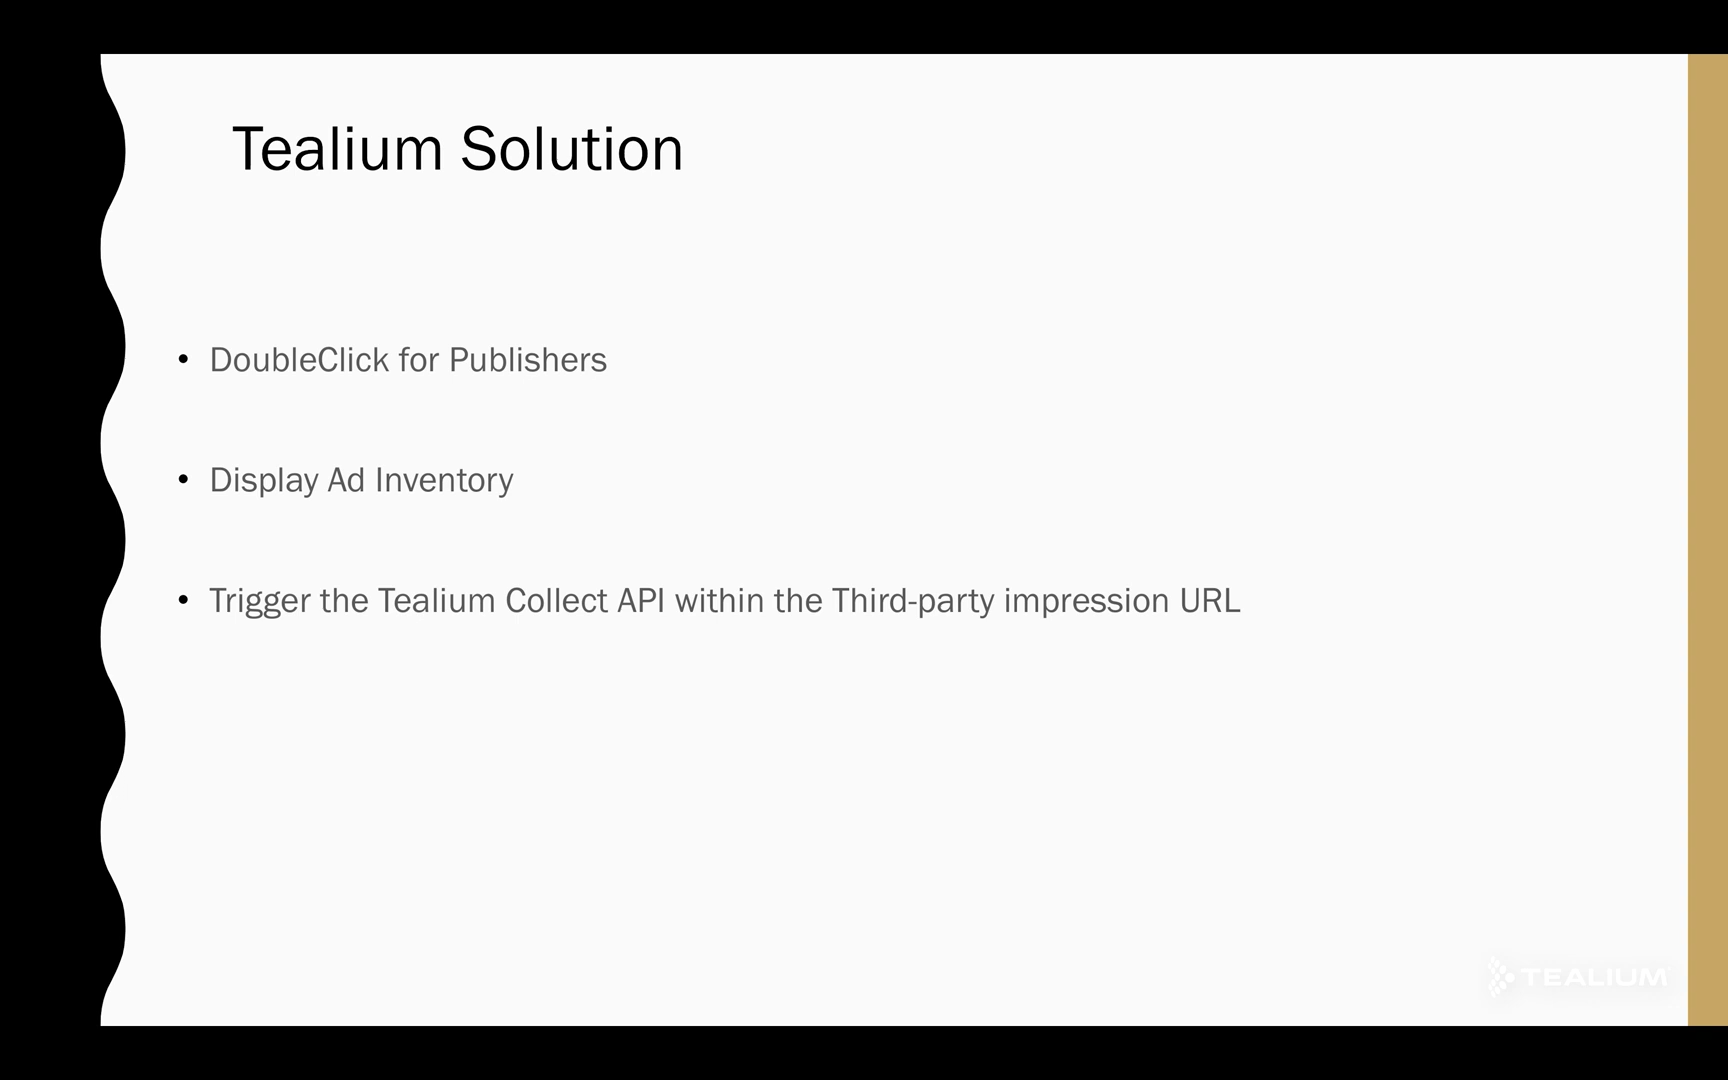 Tealium Solution
• DoubleClick for Publishers
• Display Ad Inventory
• Trigger the Tealium Collect API within the Third-party impression URL
TEALIUM